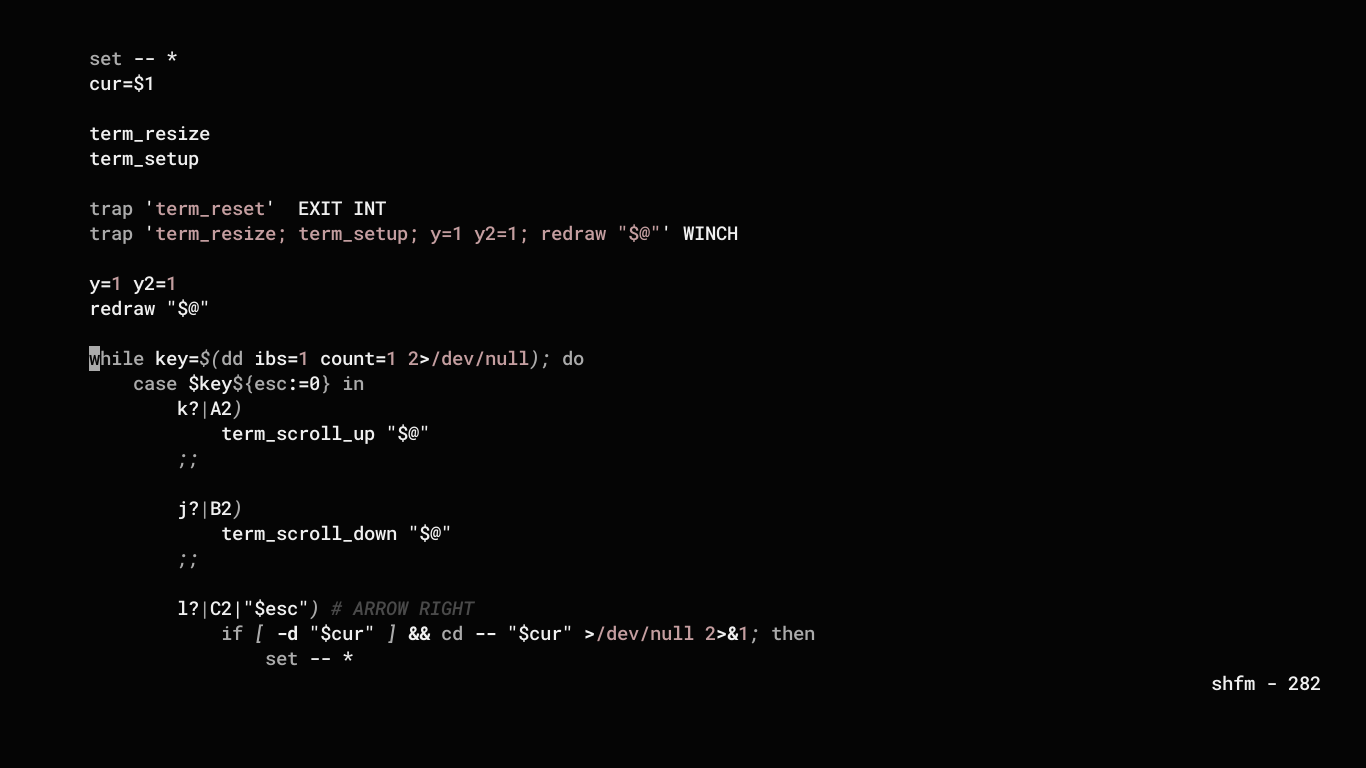 set -- *
cur=$1

term_resize
term_setup

trap 'term_reset'  EXIT INT
trap 'term_resize; term_setup; y=1 y2=1; redraw "$@"' WINCH

y=1 y2=1
redraw "$@"

while key=$(dd ibs=1 count=1 2>/dev/null); do
    case $key${esc:=0} in
        k?|A2)
            term_scroll_up "$@"
        ;;

        j?|B2)
            term_scroll_down "$@"
        ;;

        l?|C2|"$esc") # ARROW RIGHT
            if [ -d "$cur" ] && cd -- "$cur" >/dev/null 2>&1; then
                set -- *
shfm - 282